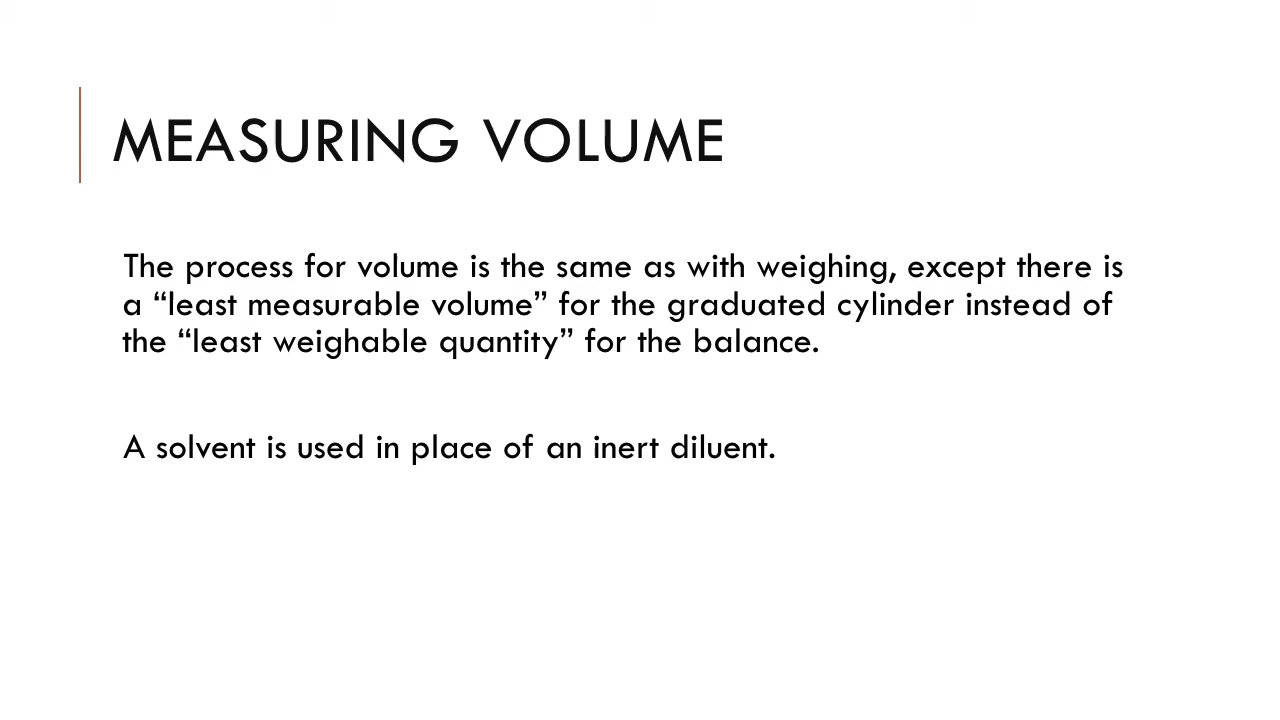 MEASURING VOLUME
The process for volume is the same as with weighing, except there is
a “least measurable volume” for the graduated cylinder instead of
the “least weighable quantity” for the balance.
A solvent is used in place of an inert diluent.